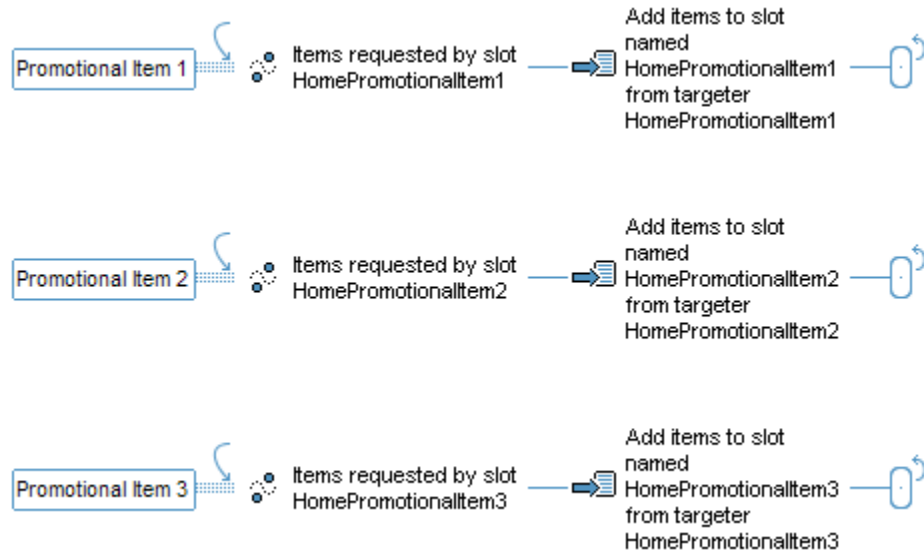 Promotional Item 1
Items requested by slot
HomePromotionalItem1
Add items to slot
named
HomePromotionalItem1
from targeter
HomePromotionalItem1
Promotional Item 2
Items requested by slot
HomePromotionalItem2
Add items to slot
named
HomePromotionalItem2
from targeter
HomePromotionalItem2
Promotional Item 3
Items requested by slot
HomePromotionalItem3
Add items to slot
named
HomePromotionalItem3
from targeter
HomePromotionalItem3